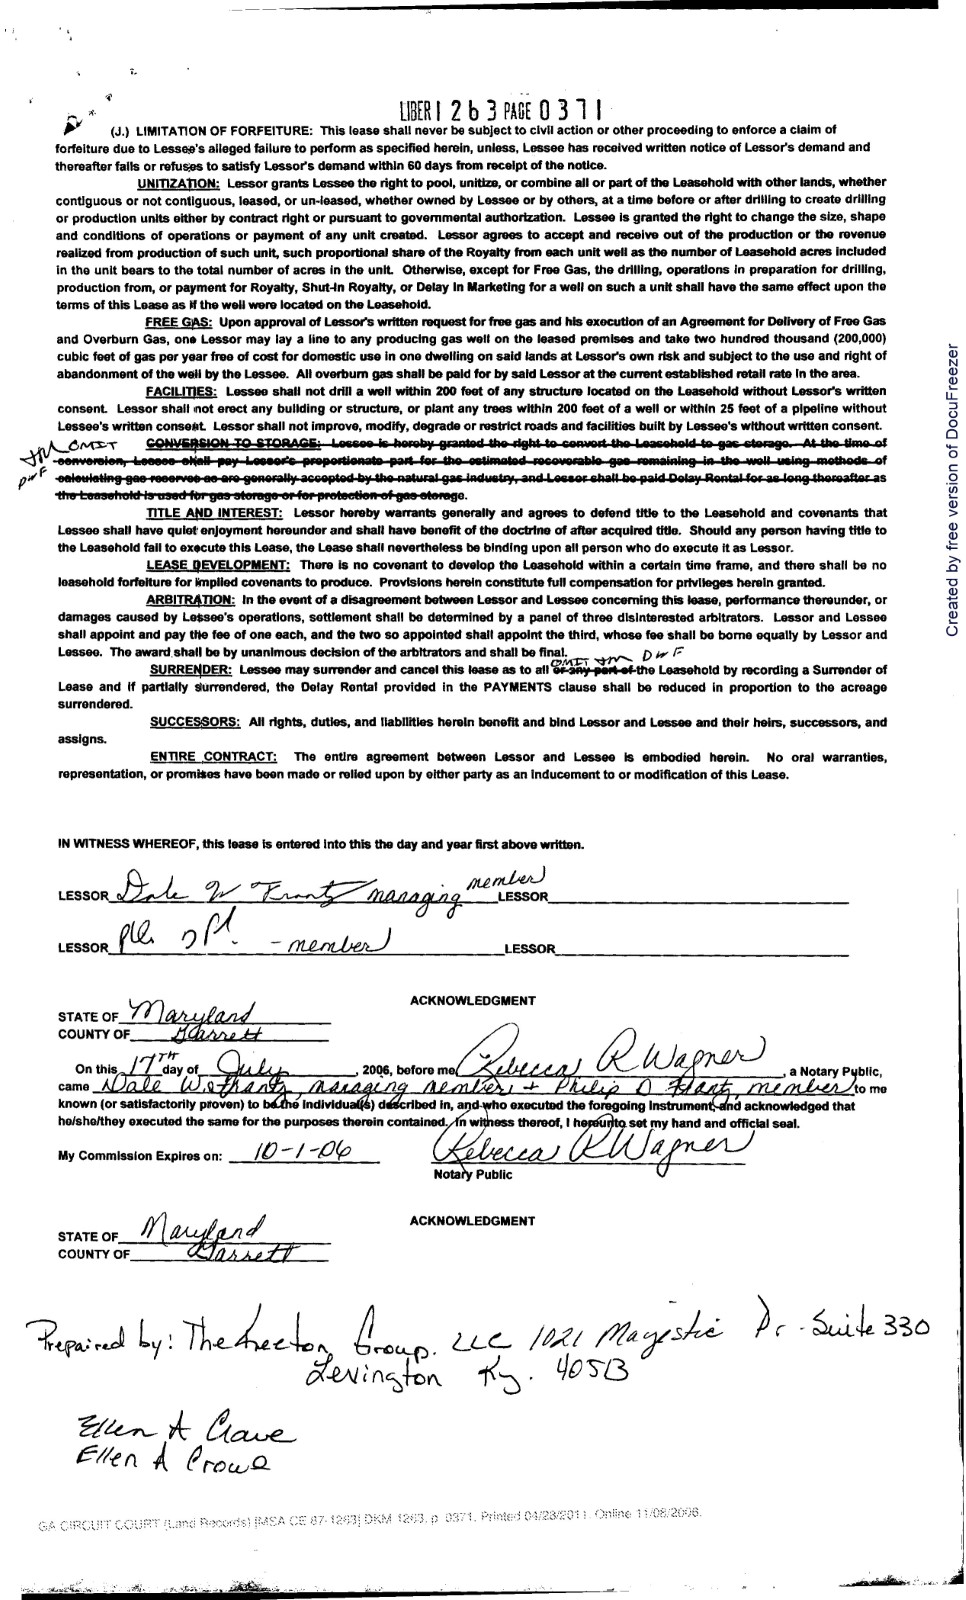 LIBER 1263 PAGE 0371
(J.) LIMITATION OF FORFEITURE: This lease shall never be subject to civil action or other proceeding to enforce a claim of
forfeiture due to Lessee's alleged failure to perform as specified herein, unless, Lessee has received written notice of Lessor's demand and
thereafter fails or refuses to satisfy Lessor's demand within 60 days from receipt of the notice.
UNITIZATION: Lessor grants Lessee the right to pool, unitize, or combine all or part of the Leasehold with other lands, whether
contiguous or not contiguous, leased, or un-leased, whether owned by Lessee or by others, at a time before or after drilling to create drilling
or production units either by contract right or pursuant to governmental authorization. Lessee is granted the right to change the size, shape
and conditions of operations or payment of any unit created. Lessor agrees to accept and receive out of the production or the revenue
realized from production of such unit, such proportional share of the Royalty from each unit well as the number of Leasehold acres included
in the unit bears to the total number of acres in the unit. Otherwise, except for Free Gas, the drilling, operations in preparation for drilling,
production from, or payment for Royalty, Shut-In Royalty, or Delay in Marketing for a well on such a unit shall have the same effect upon the
terms of this Lease as if the well were located on the Leasehold.
FREE GAS: Upon approval of Lessor's written request for free gas and his execution of an Agreement for Delivery of Free Gas
and Overburn Gas, one Lessor may lay a line to any producing gas well on the leased premises and take two hundred thousand (200,000)
cubic feet of gas per year free of cost for domestic use in one dwelling on said lands at Lessor's own risk and subject to the use and right of
abandonment of the well by the Lessee. All overburn gas shall be paid for by said Lessor at the current established retail rate in the area.
FACILITIES: Lessee shall not drill a well within 200 feet of any structure located on the Leasehold without Lessor's written
consent. Lessor shall not erect any building or structure, or plant any trees within 200 feet of a well or within 25 feet of a pipeline without
Lessee's written consent. Lessor shall not improve, modify, degrade or restrict roads and facilities built by Lessee's without written consent.
OMIT CONVERSION TO STORAGE: Lessee is hereby granted the right to convert the Leasehold to gas storage. At the time of
conversion, Lessee shall pay Lessor's proportionate part for the estimated recoverable gas remaining in the well using methods of
DWF calculating gas reserves as are generally accepted by the natural gas industry, and Lessor shall be paid Delay Rental for as long thereafter as
the Leasehold is used for gas storage or for protection of gas storage.
TITLE AND INTEREST: Lessor hereby warrants generally and agrees to defend title to the Leasehold and covenants that
Lessee shall have quiet enjoyment hereunder and shall have benefit of the doctrine of after acquired title. Should any person having title to
the Leasehold fail to execute this Lease, the Lease shall nevertheless be binding upon all person who do execute it as Lessor.
LEASE DEVELOPMENT: There is no covenant to develop the Leasehold within a certain time frame, and there shall be no
leasehold forfeiture for implied covenants to produce. Provisions herein constitute full compensation for privileges herein granted.
ARBITRATION: In the event of a disagreement between Lessor and Lessee concerning this lease, performance thereunder, or
damages caused by Lessee's operations, settlement shall be determined by a panel of three disinterested arbitrators. Lessor and Lessee
shall appoint and pay the fee of one each, and the two so appointed shall appoint the third, whose fee shall be borne equally by Lessor and
Lessee. The award shall be by unanimous decision of the arbitrators and shall be final.
OMIT DWF
SURRENDER: Lessee may surrender and cancel this lease as to all or any part of the Leasehold by recording a Surrender of
Lease and if partially surrendered, the Delay Rental provided in the PAYMENTS clause shall be reduced in proportion to the acreage
surrendered.
SUCCESSORS: All rights, duties, and liabilities herein benefit and bind Lessor and Lessee and their heirs, successors, and
assigns.
ENTIRE CONTRACT: The entire agreement between Lessor and Lessee is embodied herein. No oral warranties,
representation, or promises have been made or relied upon by either party as an inducement to or modification of this Lease.
IN WITNESS WHEREOF, this lease is entered into this the day and year first above written.
LESSOR Dale W Frantz managing member LESSOR
LESSOR - member LESSOR
ACKNOWLEDGMENT
STATE OF Maryland
COUNTY OF Garrett
On this 17TH day of July, 2006, before me Rebecca R Wagner, a Notary Public,
came Dale W Frantz, managing member + Philip D Frantz, member to me
known (or satisfactorily proven) to be the individual(s) described in, and who executed the foregoing instrument, and acknowledged that
he/she/they executed the same for the purposes therein contained. In witness thereof, I hereunto set my hand and official seal.
My Commission Expires on: 10-1-06 Rebecca R Wagner
Notary Public
ACKNOWLEDGMENT
STATE OF Maryland
COUNTY OF Garrett
Prepared by: The Keeton Group. LLC 1021 Magestic Dr. Suite 330
Lexington Ky. 40513
Ellen A Crowe
Ellen A Crowe
GA CIRCUIT COURT (Land Records) [MSA CE 87-1263] DKM 1263, p. 0371. Printed 04/23/2011. Online 11/08/2006.
Created by free version of DocuFreezer